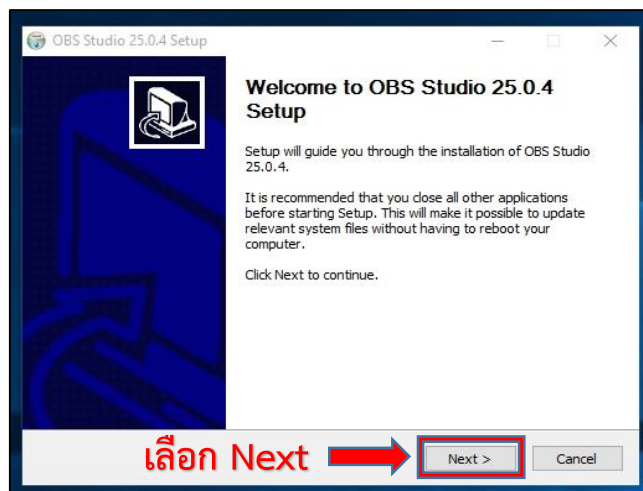 OBS Studio 25.0.4 Setup
Welcome to OBS Studio 25.0.4
Setup
Setup will guide you through the installation of OBS Studio
25.0.4.
It is recommended that you close all other applications
before starting Setup. This will make it possible to update
relevant system files without having to reboot your
computer.
Click Next to continue.
เลือก Next
Next >
Cancel